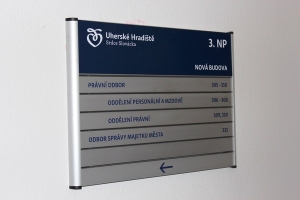 Uherské Hradiště
Srdce Slovácka
3. NP
NOVÁ BUDOVA
PRÁVNÍ ODBOR
ODDĚLENÍ PERSONÁLNÍ A MZDOVÉ
ODDĚLENÍ PRÁVNÍ
ODBOR SPRÁVY MAJETKU MĚSTA